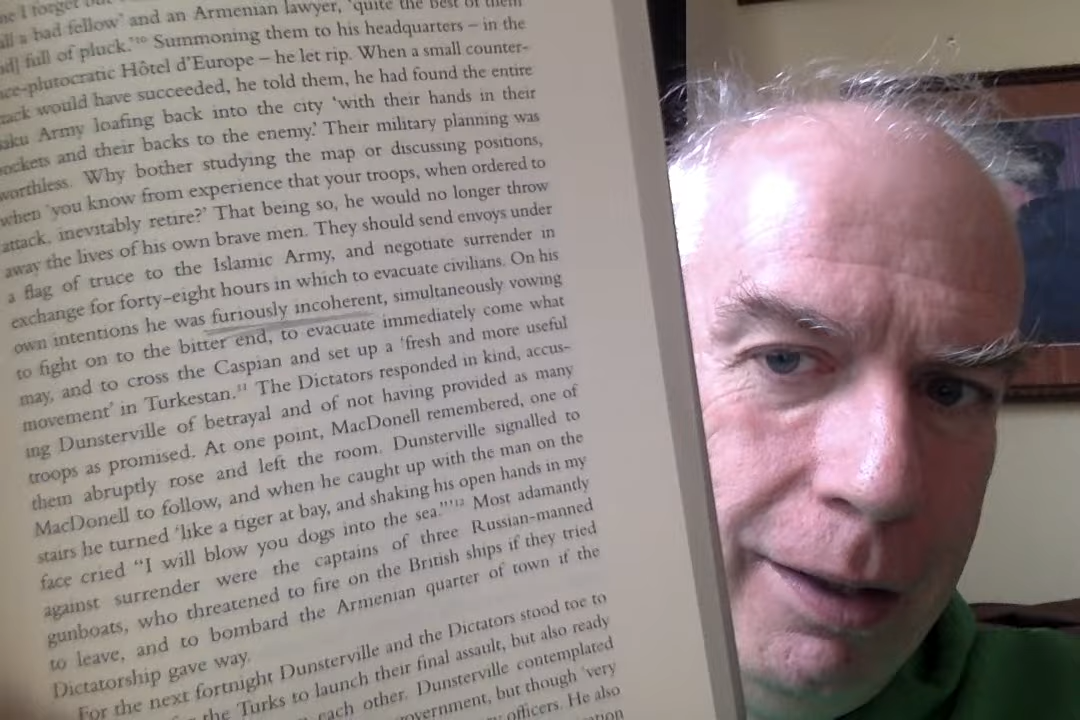 I forget but
all a bad fellow' and an Armenian lawyer, 'quite the best of them
full of pluck.'¹⁰ Summoning them to his headquarters – in the
-plutocratic Hôtel d'Europe – he let rip. When a small counter-
would have succeeded, he told them, he had found the entire
Army loafing back into the city 'with their hands in their
and their backs to the enemy.' Their military planning was
worthless. Why bother studying the map or discussing positions,
when 'you know from experience that your troops, when ordered to
attack, inevitably retire?' That being so, he would no longer throw
away the lives of his own brave men. They should send envoys under
a flag of truce to the Islamic Army, and negotiate surrender in
exchange for forty-eight hours in which to evacuate civilians. On his
own intentions he was furiously incoherent, simultaneously vowing
to fight on to the bitter end, to evacuate immediately come what
may, and to cross the Caspian and set up a 'fresh and more useful
movement' in Turkestan.¹¹ The Dictators responded in kind, accus-
ing Dunsterville of betrayal and of not having provided as many
troops as promised. At one point, MacDonell remembered, one of
them abruptly rose and left the room. Dunsterville signalled to
MacDonell to follow, and when he caught up with the man on the
stairs he turned 'like a tiger at bay, and shaking his open hands in my
face cried "I will blow you dogs into the sea."'¹² Most adamantly
against surrender were the captains of three Russian-manned
gunboats, who threatened to fire on the British ships if they tried
to leave, and to bombard the Armenian quarter of town if the
Dictatorship gave way.
For the next fortnight Dunsterville and the Dictators stood toe to
the Turks to launch their final assault, but also ready
each other. Dunsterville contemplated
but though 'very
officers. He also